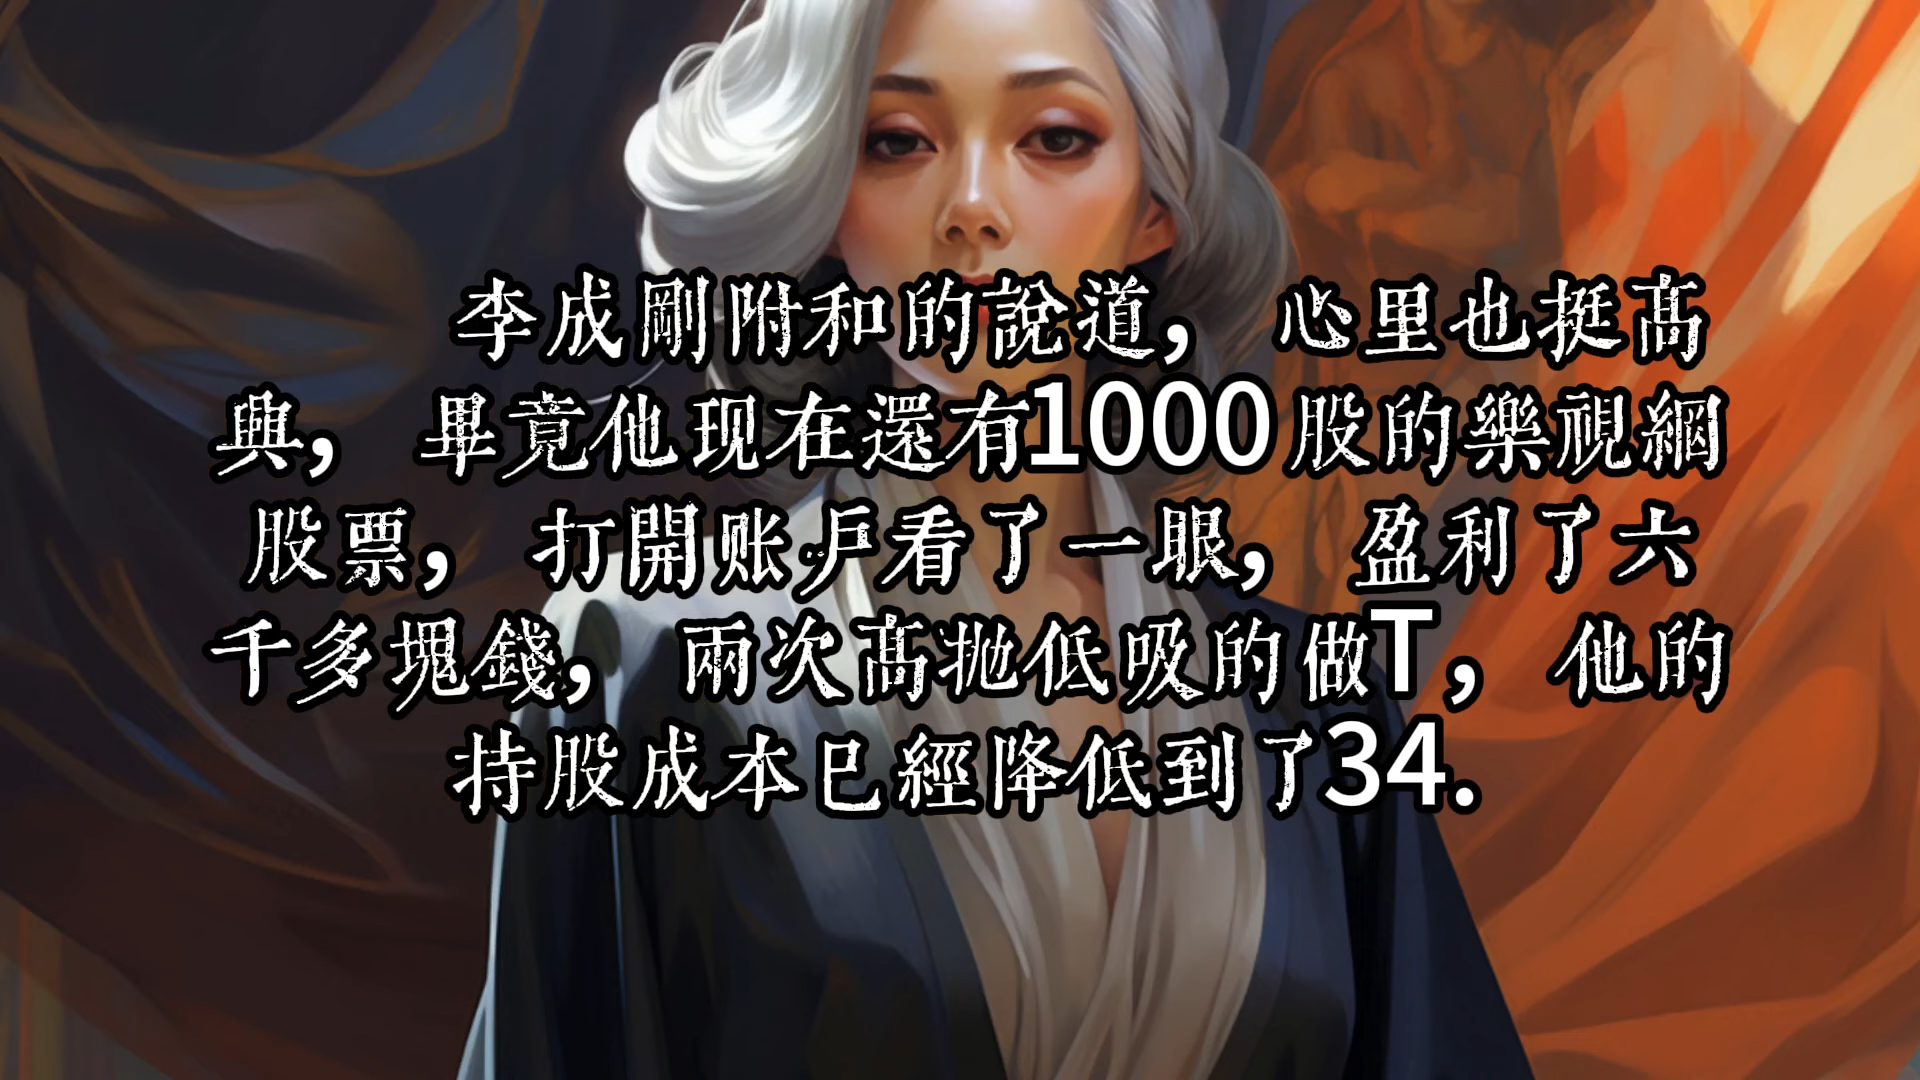 李成剛附和的說道， 心里也挺高
興， 畢竟他现在還有1000股的樂視網
股票， 打開账戶看了一眼， 盈利了六
千多塊錢， 兩次高抛低吸的做T， 他的
持股成本已經降低到了34.